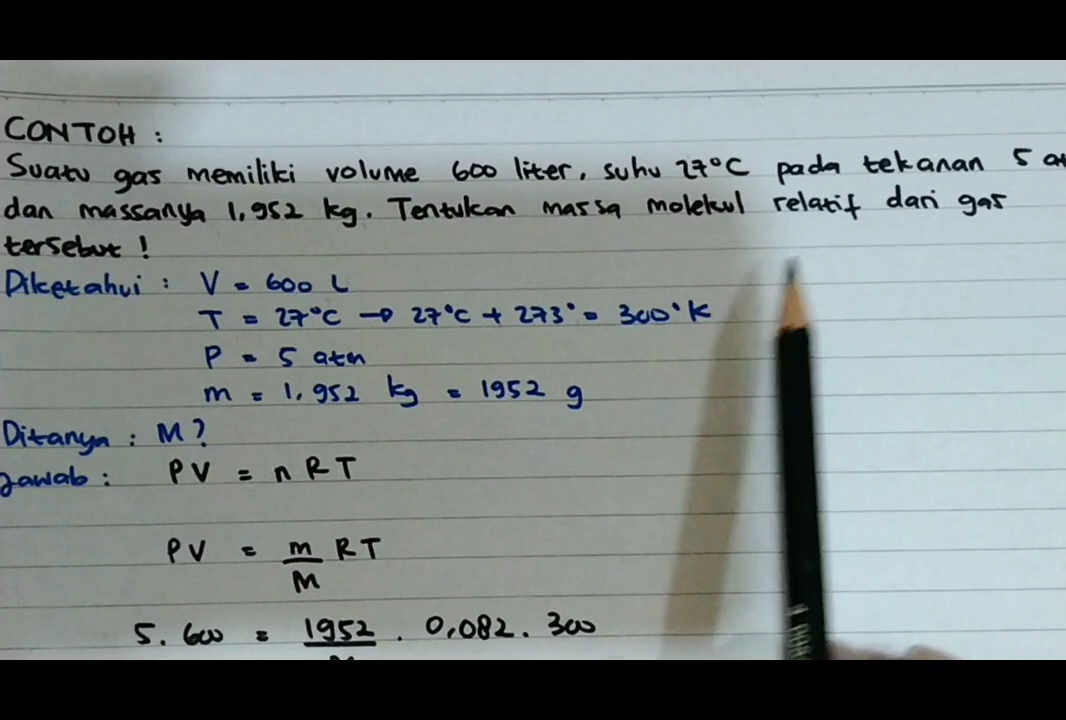 CONTOH :
Suatu gas memiliki volume 600 liter, suhu 27°C pada tekanan 5
dan massanya 1,952 kg. Tentukan massa molekul relatif dari gas
tersebut !
Diketahui : V = 600 L
T = 27°C → 27°C + 273° = 300°K
P = 5 atm
m = 1,952 kg = 1952 g
Ditanya : M?
Jawab : PV = nRT
PV = m/M RT
5.600 = 1952 . 0,082. 300